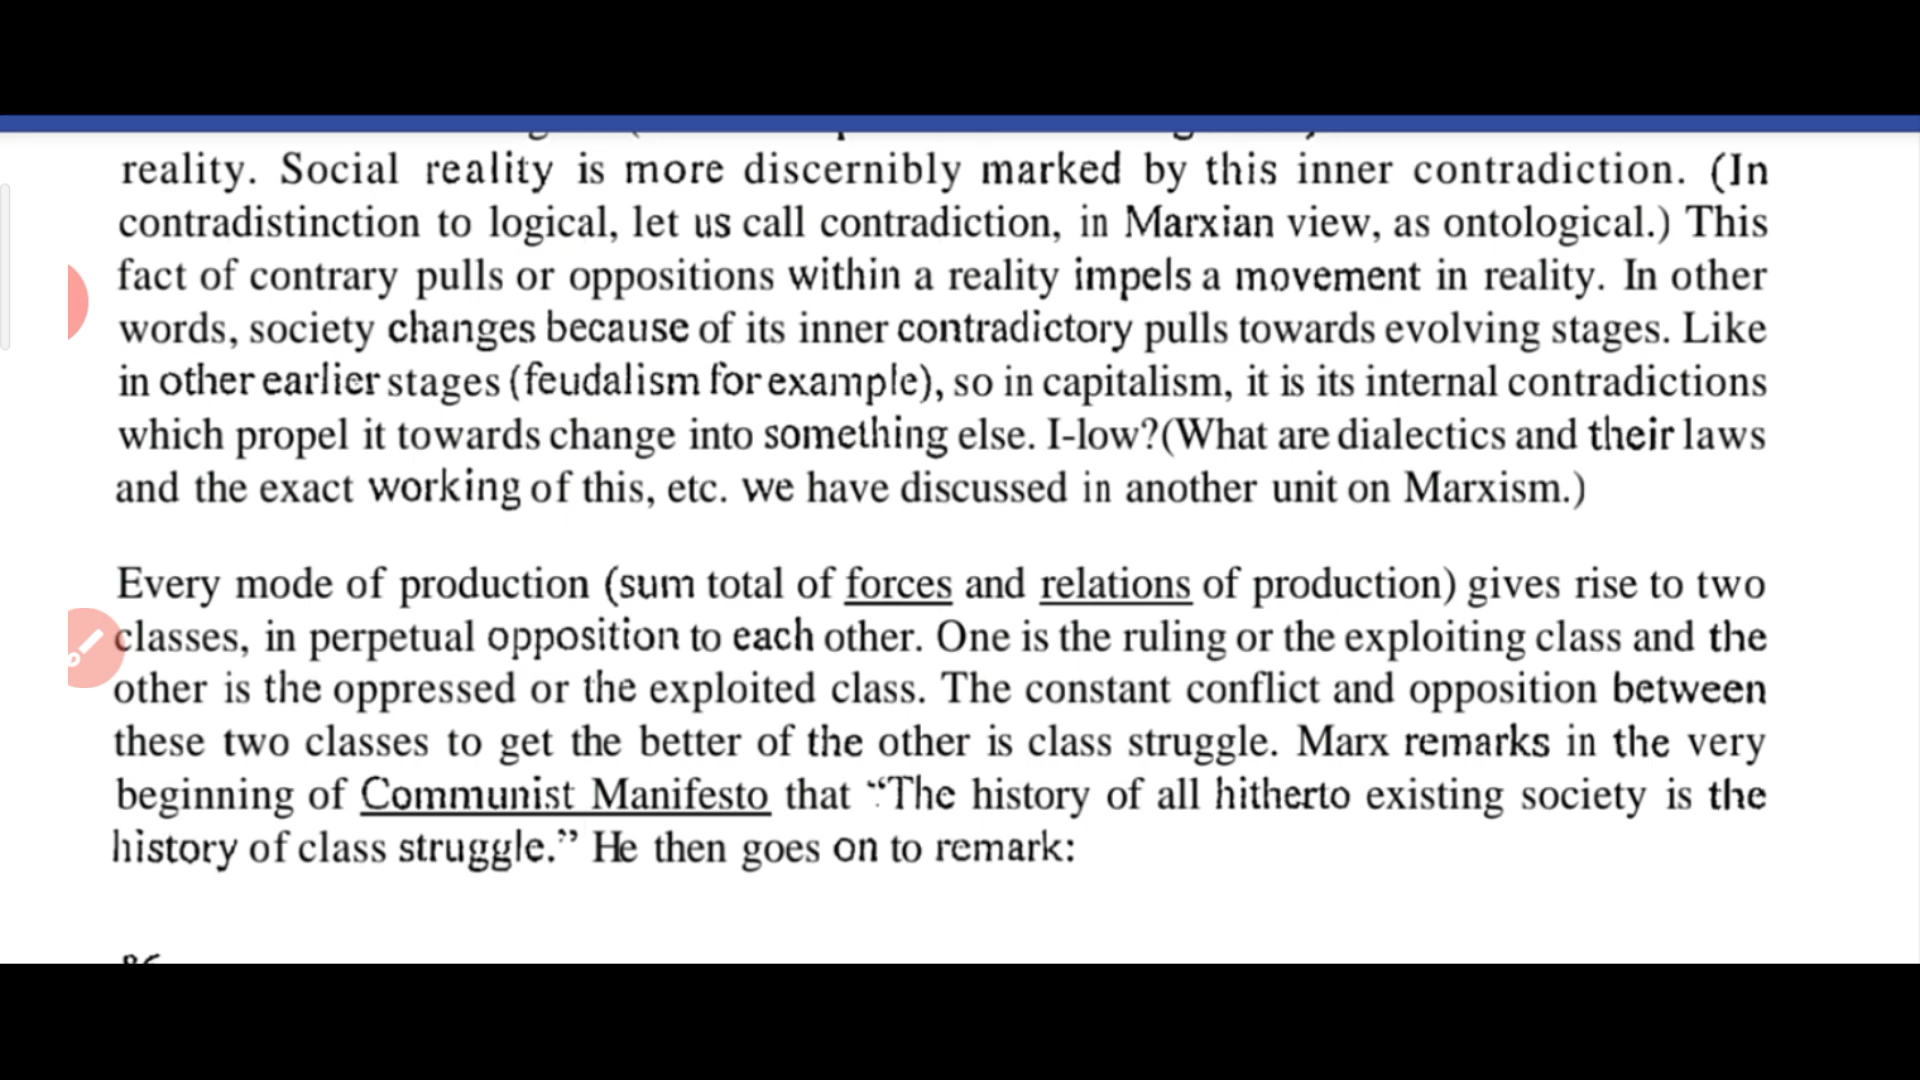 reality. Social reality is more discernibly marked by this inner contradiction. (In
contradistinction to logical, let us call contradiction, in Marxian view, as ontological.) This
fact of contrary pulls or oppositions within a reality impels a movement in reality. In other
words, society changes because of its inner contradictory pulls towards evolving stages. Like
in other earlier stages (feudalism for example), so in capitalism, it is its internal contradictions
which propel it towards change into something else. I-low?(What are dialectics and their laws
and the exact working of this, etc. we have discussed in another unit on Marxism.)
Every mode of production (sum total of forces and relations of production) gives rise to two
classes, in perpetual opposition to each other. One is the ruling or the exploiting class and the
other is the oppressed or the exploited class. The constant conflict and opposition between
these two classes to get the better of the other is class struggle. Marx remarks in the very
beginning of Communist Manifesto that “The history of all hitherto existing society is the
history of class struggle.” He then goes on to remark: